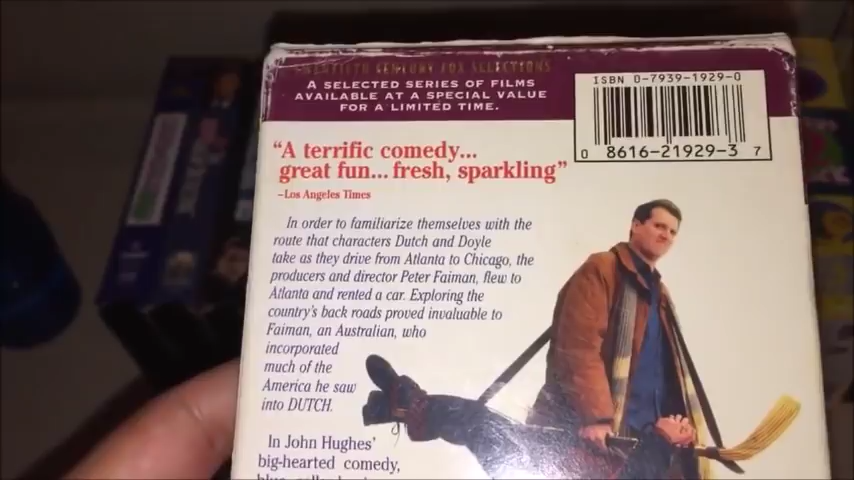 TWENTIETH CENTURY FOX SELECTIONS
A SELECTED SERIES OF FILMS
AVAILABLE AT A SPECIAL VALUE
FOR A LIMITED TIME.
ISBN 0-7939-1929-0
0 8616-21929-3 7
"A terrific comedy...
great fun... fresh, sparkling"
–Los Angeles Times
In order to familiarize themselves with the
route that characters Dutch and Doyle
take as they drive from Atlanta to Chicago, the
producers and director Peter Faiman, flew to
Atlanta and rented a car. Exploring the
country's back roads proved invaluable to
Faiman, an Australian, who
incorporated
much of the
America he saw
into DUTCH.
In John Hughes'
big-hearted comedy,